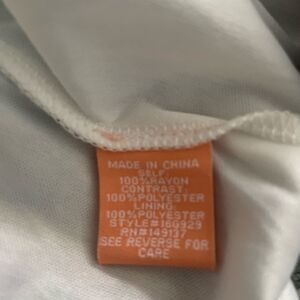 MADE IN CHINA
SELF:
100%RAYON
CONTRAST:
100%POLYESTER
LINING:
100%POLYESTER
STYLE#160929
RN#149137
SEE REVERSE FOR
CARE